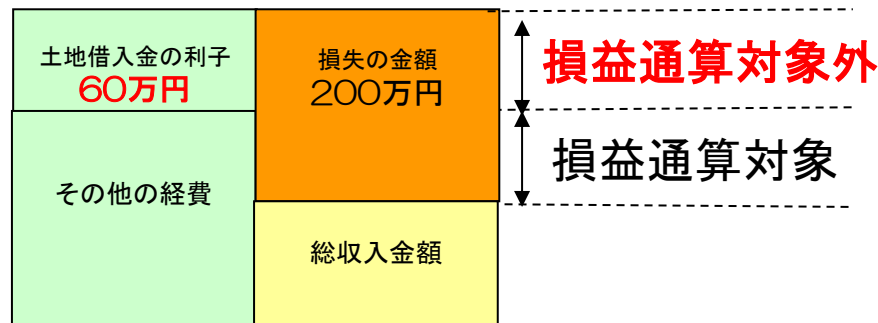 土地借入金の利子
60万円
損失の金額
200万円
損益通算対象外
損益通算対象
その他の経費
総収入金額